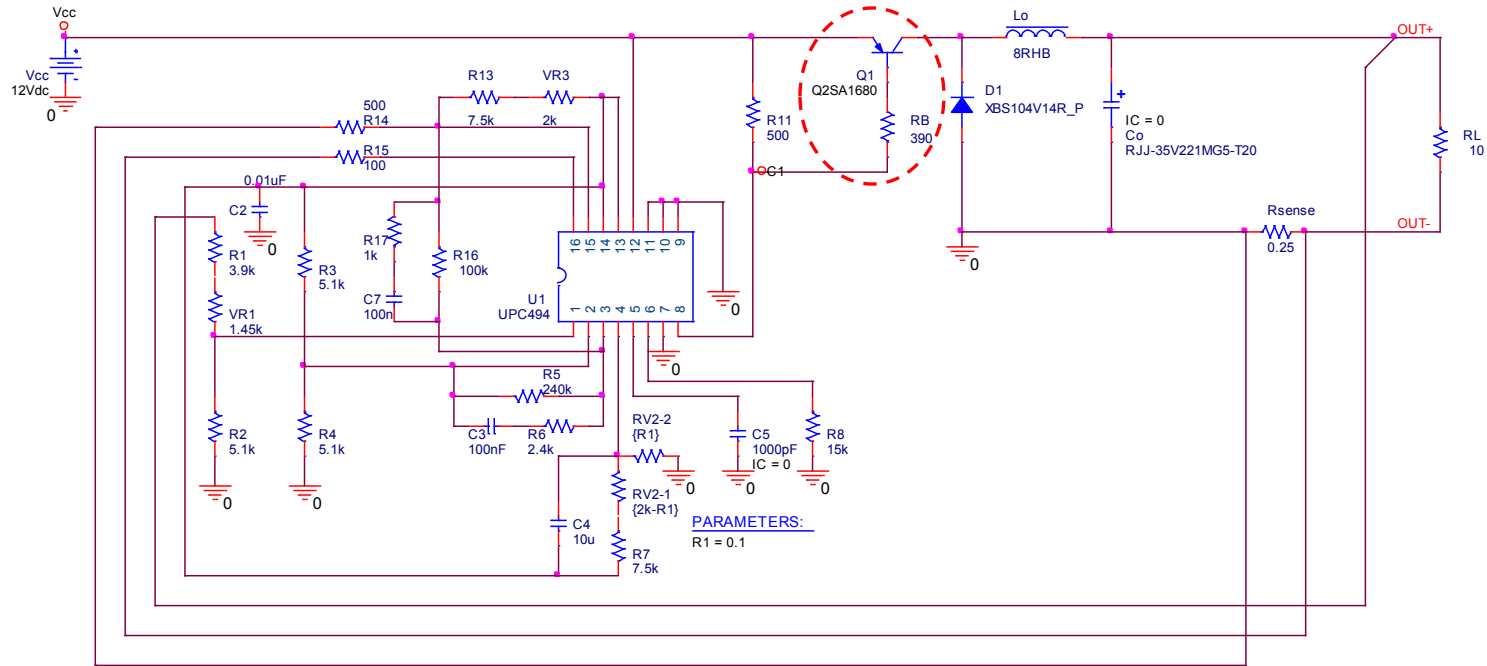 Vcc
Vcc
12Vdc
0
R13
7.5k
VR3
2k
500
R14
R15
100
0.01uF
C2
0
R1
3.9k
VR1
1.45k
R2
5.1k
0
R3
5.1k
R4
5.1k
0
R17
1k
C7
100n
R16
100k
U1
UPC494
16 15 14 13 12 11 10 9
1 2 3 4 5 6 7 8
0
0
R11
500
C1
Q1
Q2SA1680
RB
390
D1
XBS104V14R_P
0
Lo
8RHB
IC = 0
Co
RJJ-35V221MG5-T20
OUT+
RL
10
OUT-
Rsense
0.25
R5
240k
C3
100nF
R6
2.4k
RV2-2
{R1}
0
RV2-1
{2k-R1}
C4
10u
R7
7.5k
C5
1000pF
IC = 0
0
R8
15k
0
PARAMETERS:
R1 = 0.1